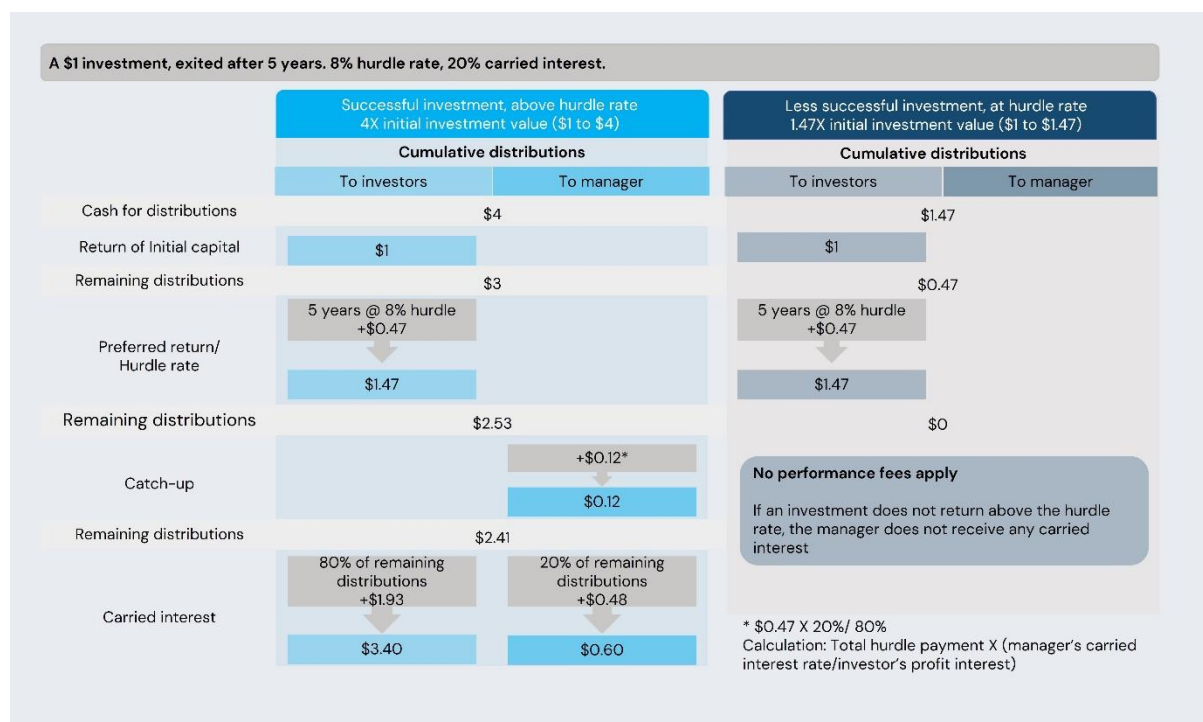 A $1 investment, exited after 5 years. 8% hurdle rate, 20% carried interest.
Successful investment, above hurdle rate
4X initial investment value ($1 to $4)
Less successful investment, at hurdle rate
1.47X initial investment value ($1 to $1.47)
Cumulative distributions
Cumulative distributions
To investors
To manager
To investors
To manager
Cash for distributions
$4
$1.47
Return of Initial capital
$1
$1
Remaining distributions
$3
$0.47
Preferred return/
Hurdle rate
5 years @ 8% hurdle
+$0.47
$1.47
5 years @ 8% hurdle
+$0.47
$1.47
Remaining distributions
$2.53
$0
Catch-up
+$0.12*
$0.12
No performance fees apply
If an investment does not return above the hurdle
rate, the manager does not receive any carried
interest
Remaining distributions
$2.41
Carried interest
80% of remaining
distributions
+$1.93
$3.40
20% of remaining
distributions
+$0.48
$0.60
* $0.47 X 20%/ 80%
Calculation: Total hurdle payment X (manager's carried
interest rate/investor's profit interest)